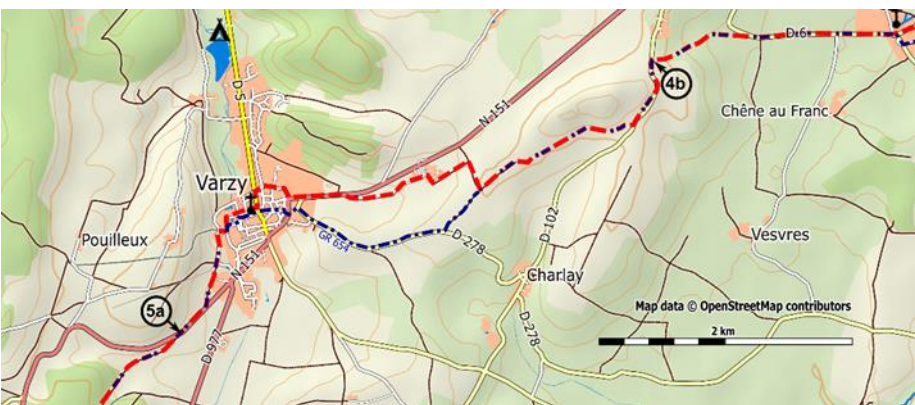 D 6
4b
Chêne au Franc
D 5
N 151
Varzy
Pouilleux
GR 654
D 278
D 102
Vesvres
N 151
Charlay
5a
D 977
D 278
Map data © OpenStreetMap contributors
2 km